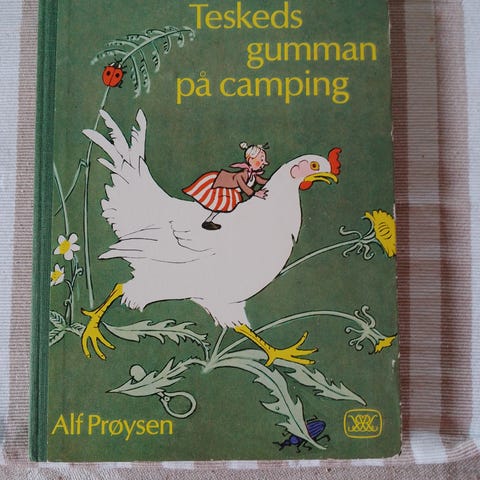 Teskeds
gumman
på camping
Alf Prøysen